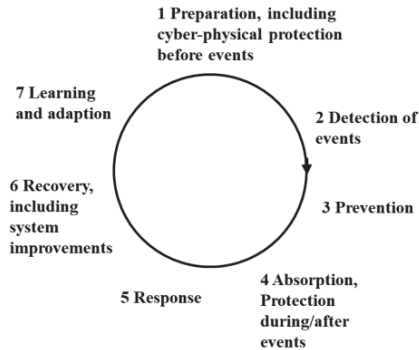 1 Preparation, including
cyber-physical protection
before events
2 Detection of
events
3 Prevention
4 Absorption,
Protection
during/after
events
5 Response
6 Recovery,
including
system
improvements
7 Learning
and adaption